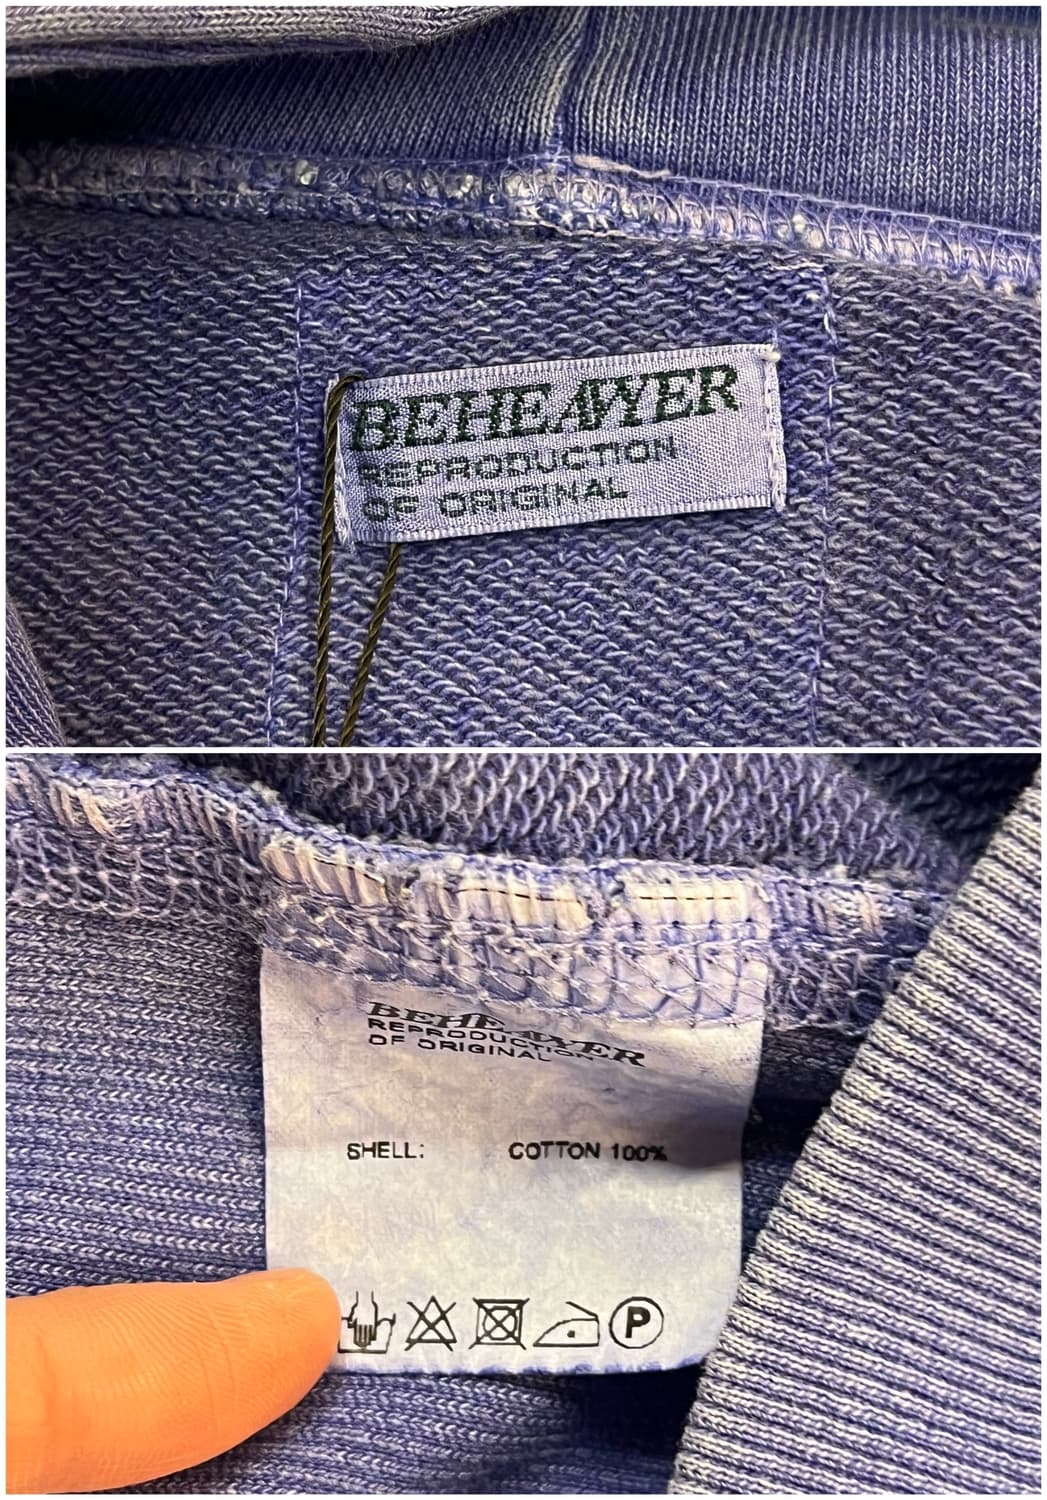 BEHEAVYER
REPRODUCTION
OF ORIGINAL
BEHEAVYER
REPRODUCTION
OF ORIGINAL
SHELL: COTTON 100%
P